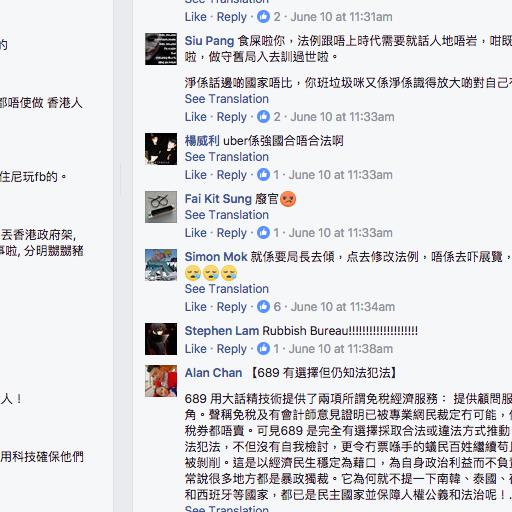 See Translation
Like · Reply · 2 · June 10 at 11:31am
Siu Pang 食屎啦你，法例跟唔上時代需要就話人地唔岩，咁既
啦，做守舊局入去訓過世啦。
淨係話邊啲國家唔比，你班垃圾咪又係淨係識得放大啲對自己有
See Translation
Like · Reply · 2 · June 10 at 11:33am
楊威利 uber係強國合唔合法啊
See Translation
Like · Reply · 1 · June 10 at 11:33am
Fai Kit Sung 廢官
See Translation
Like · Reply · 1 · June 10 at 11:33am
Simon Mok 就係要局長去傾，点去修改法例，唔係去吓展覽，
See Translation
Like · Reply · 6 · June 10 at 11:34am
Stephen Lam Rubbish Bureau!!!!!!!!!!!!!!!!!!!!
Like · Reply · 1 · June 10 at 11:38am
Alan Chan 【689 有選擇但仍知法犯法】
689 用大話精技術提供了兩項所謂免稅經濟服務： 提供顧問服
角。聲稱免稅及有會計師意見證明已被專業網民裁定冇可能，
稅券都唔賣。可見689 是完全有選擇採取合法或違法方式推動
法犯法，不但沒有自我檢討，更令冇票喺手的蟻民百姓繼續苟
被剝削。這是以經濟民生穩定為藉口，為自身政治利益而不負
常說很多地方都是暴政獨裁。它為何就不提一下南韓、泰國、
和西班牙等國家，都已是民主國家並保障人權公義和法治呢！.
See Translation
的
都唔使做 香港人
住尼玩fb的。
丟香港政府架,
事啦, 分明嬲嬲豬
人！
用科技確保他們